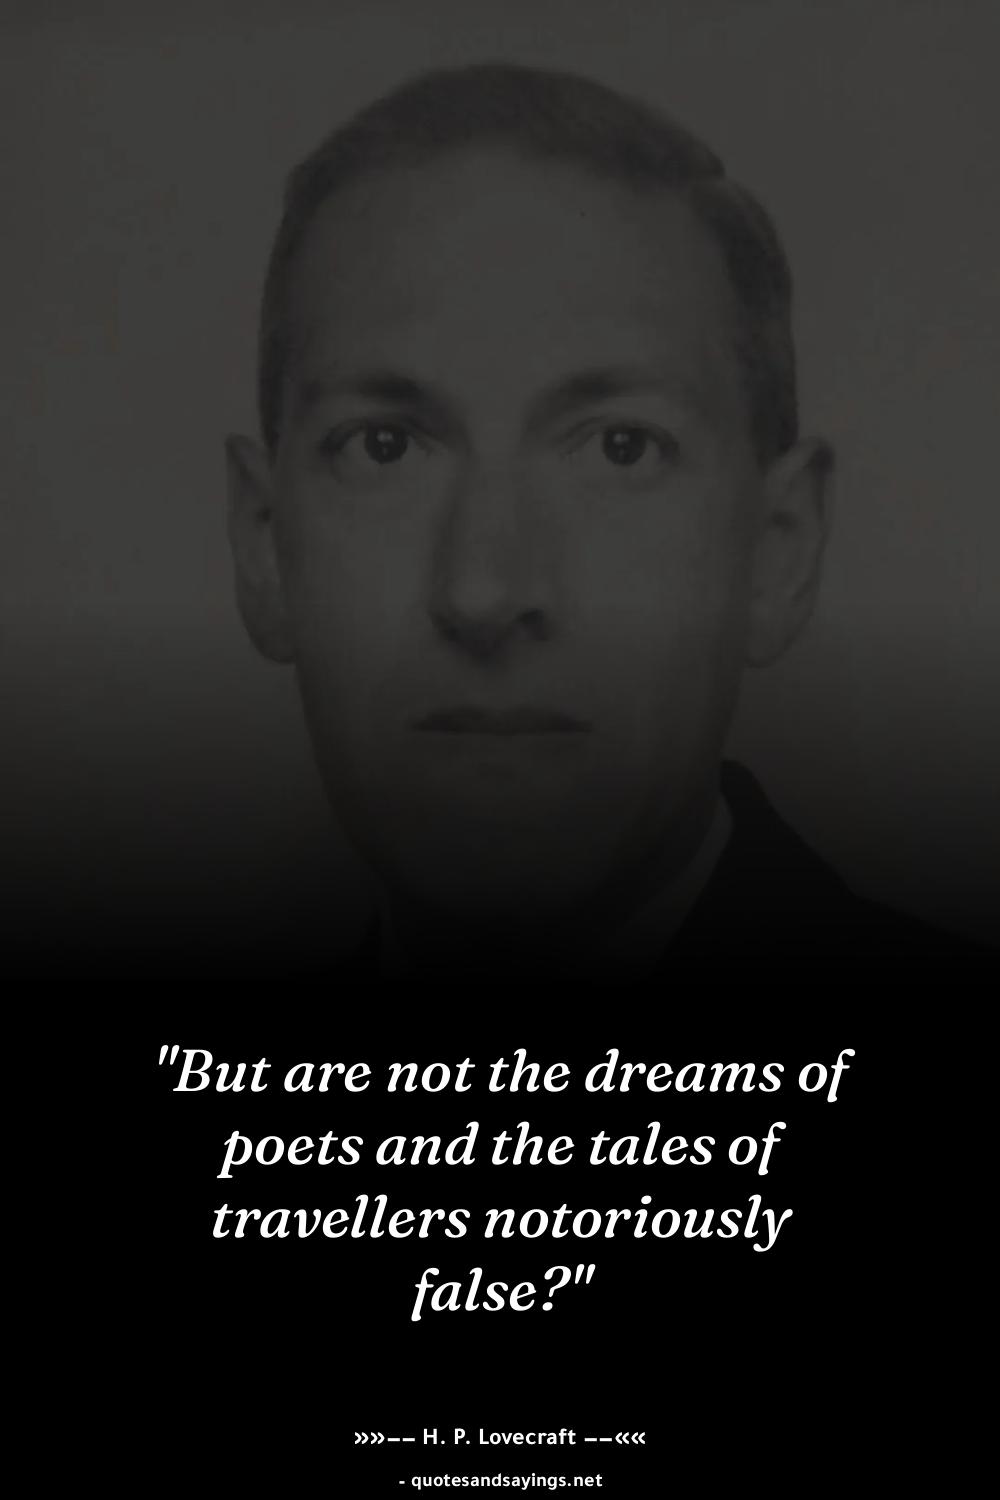 "But are not the dreams of
poets and the tales of
travellers notoriously
false?"
»»−− H. P. Lovecraft −−««
- quotesandsayings.net